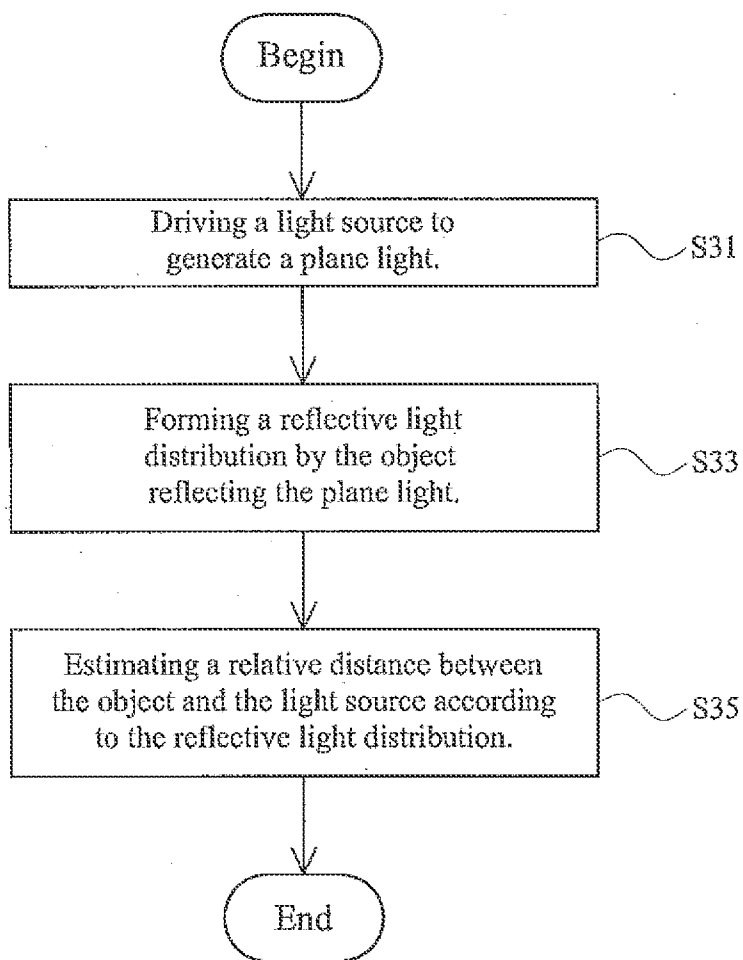 Begin
Driving a light source to
generate a plane light.
S31
Forming a reflective light
distribution by the object
reflecting the plane light.
S33
Estimating a relative distance between
the object and the light source according
to the reflective light distribution.
S35
End